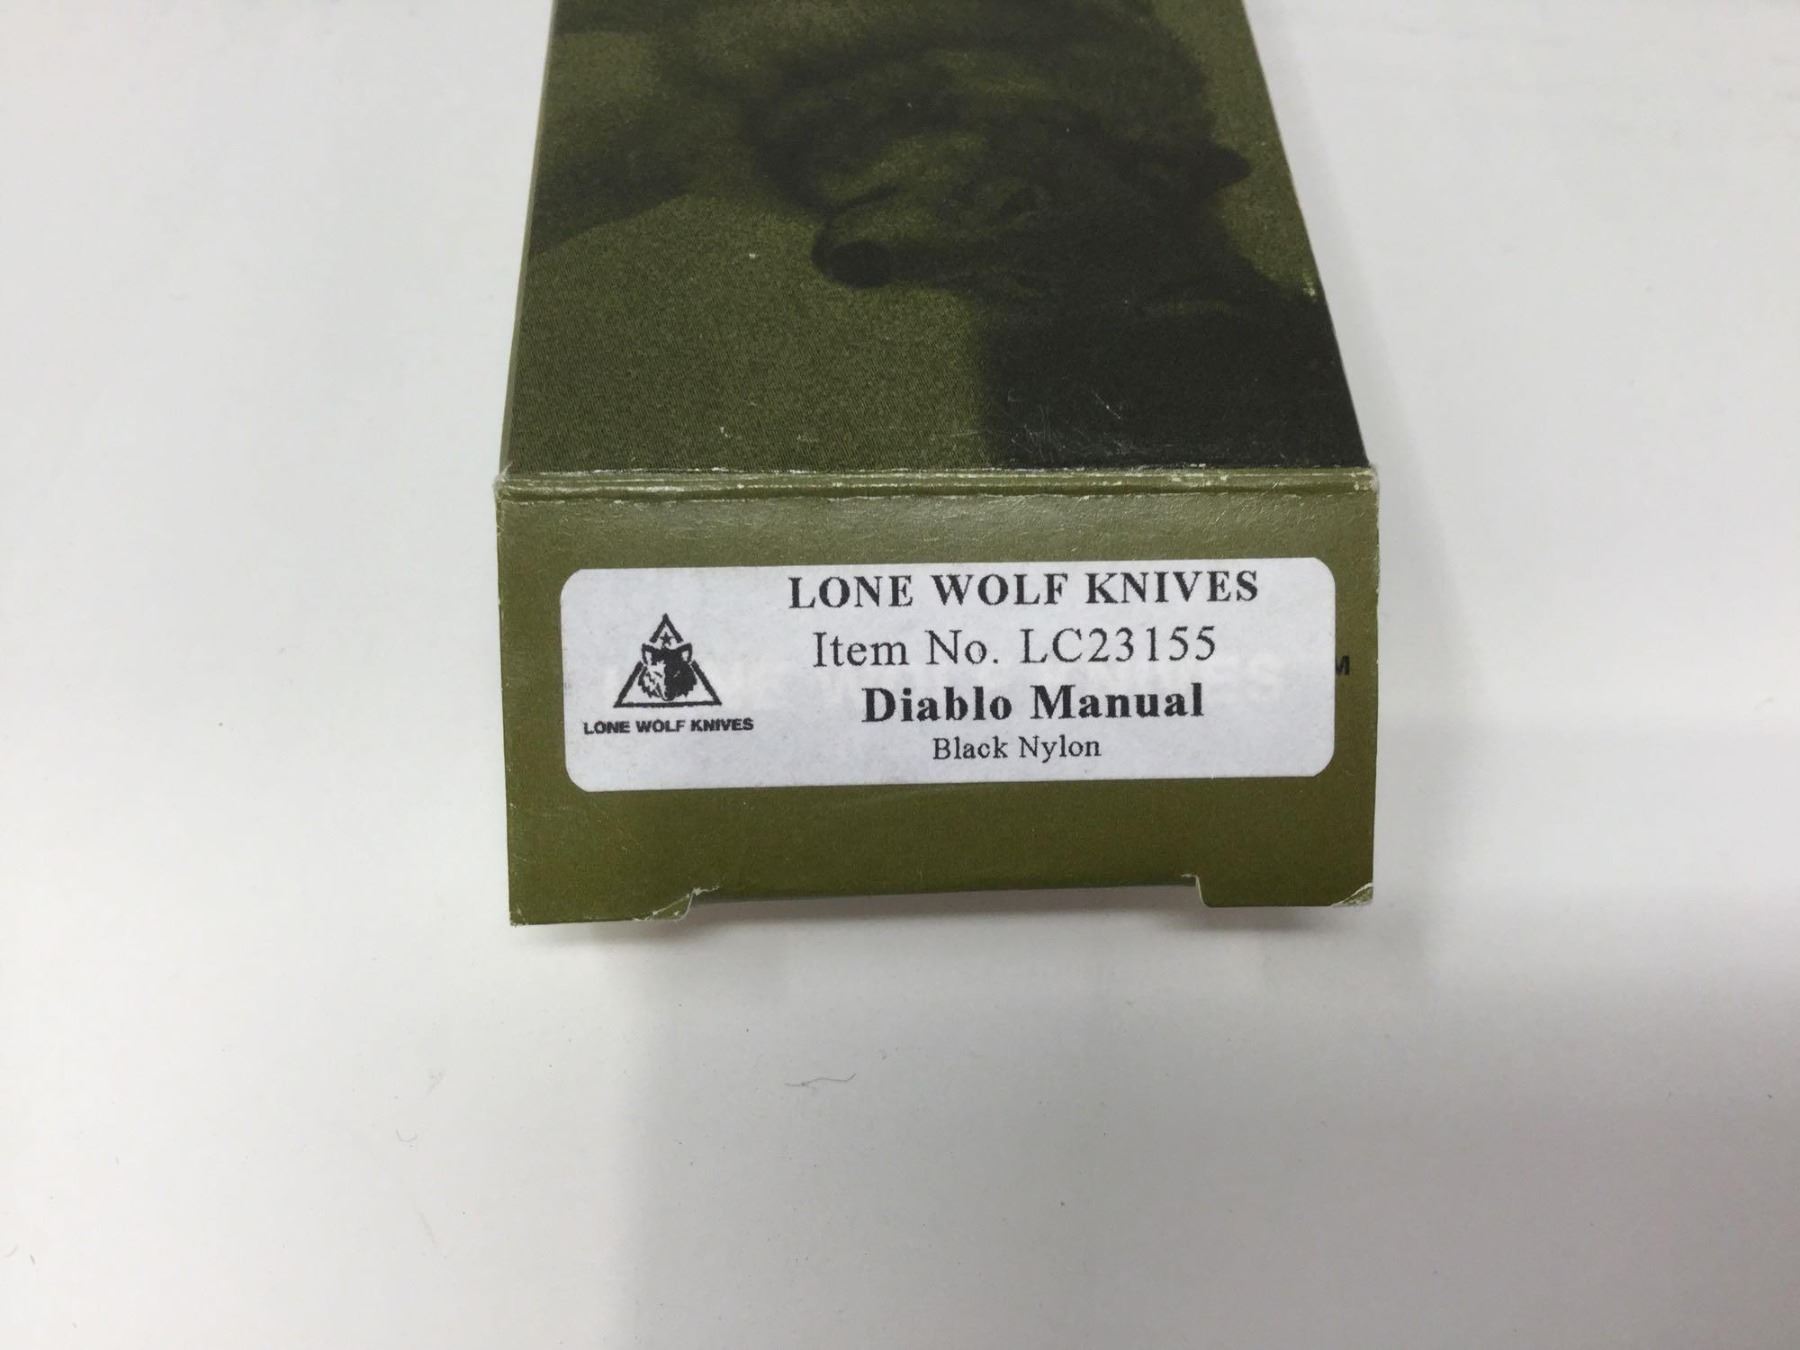 LONE WOLF KNIVES
Item No. LC23155
Diablo Manual
Black Nylon
LONE WOLF KNIVES